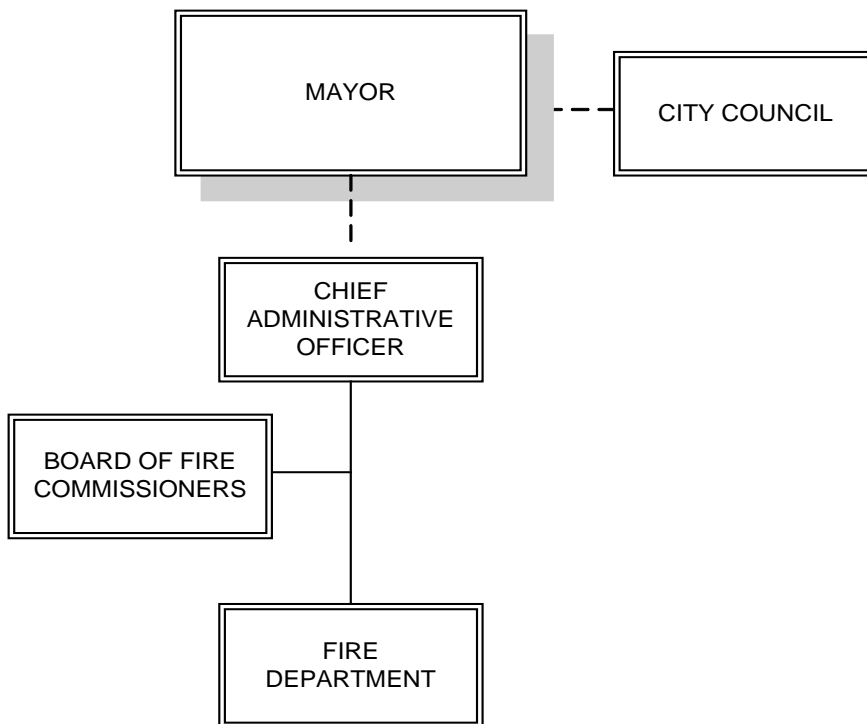 MAYOR
CITY COUNCIL
CHIEF
ADMINISTRATIVE
OFFICER
BOARD OF FIRE
COMMISSIONERS
FIRE
DEPARTMENT